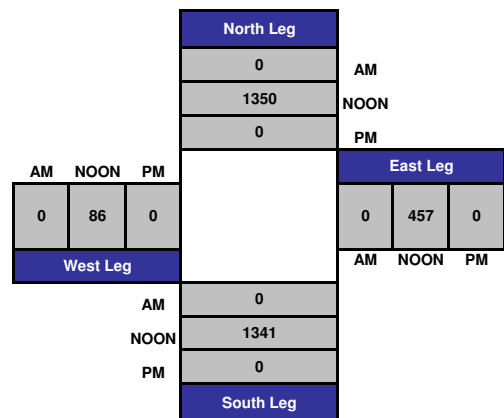 North Leg
0 AM
1350 NOON
0 PM
AM NOON PM East Leg
0 86 0 0 457 0
West Leg AM NOON PM
AM 0
NOON 1341
PM 0
South Leg